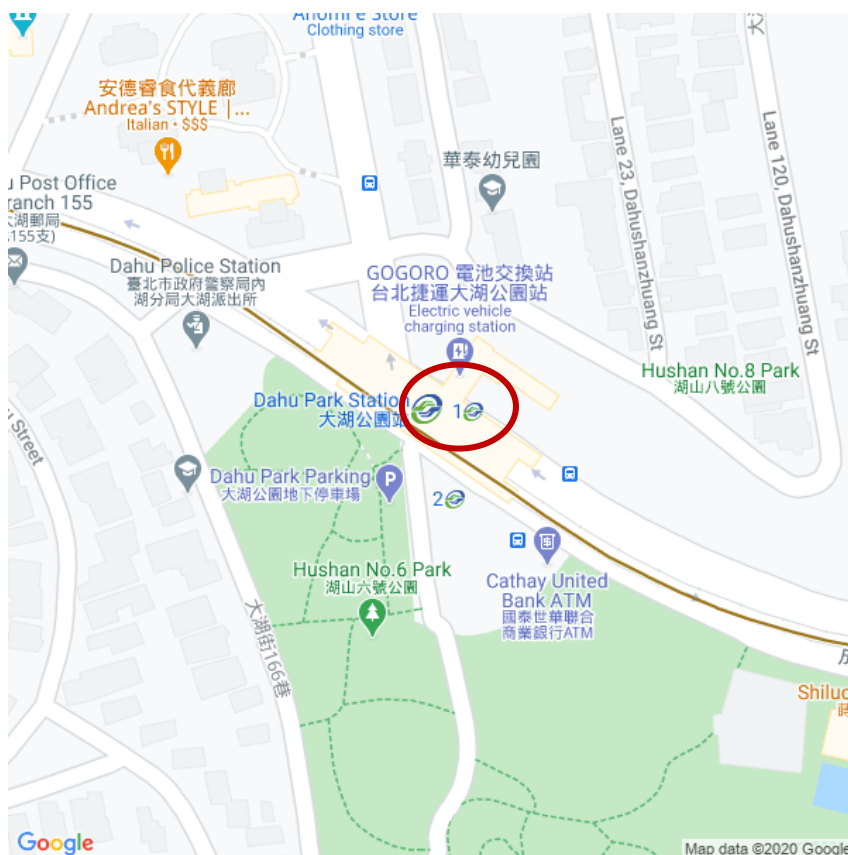 Clothing store
安德睿食代義廊
Andrea's STYLE |...
Italian • $$$
華泰幼兒園
Lane 23, Dahushanzhuang St
Lane 120, Dahushanzhuang St
u Post Office
ranch 155
大湖郵局
155支)
Dahu Police Station
臺北市政府警察局內
湖分局大湖派出所
GOGORO 電池交換站
台北捷運大湖公園站
Electric vehicle
charging station
Hushan No.8 Park
湖山八號公園
Dahu Park Station
大湖公園站
1
2
u Street
Dahu Park Parking
大湖公園地下停車場
P
Hushan No.6 Park
湖山六號公園
Cathay United
Bank ATM
國泰世華聯合
商業銀行ATM
大湖街166巷
Shiluo
Google
Map data ©2020 Google